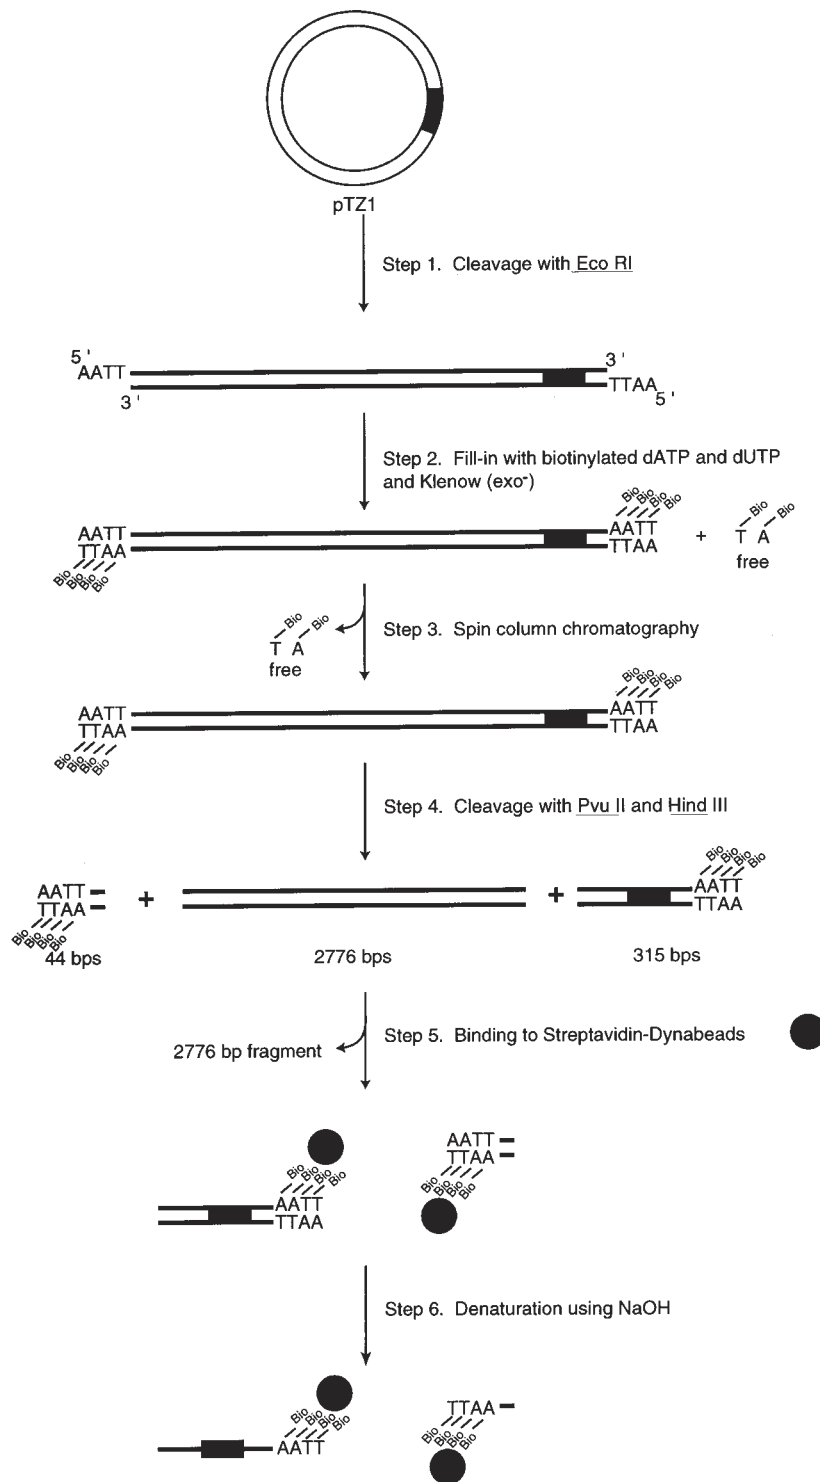 pTZ1
Step 1. Cleavage with Eco RI
5 '
3 '
AATT
TTAA
3 '
5 '
Step 2. Fill-in with biotinylated dATP and dUTP
and Klenow (exo-)
Bio Bio Bio Bio
Bio Bio
AATT
AATT
TTAA
TTAA
+
T A
free
Bio Bio Bio Bio
Bio Bio
T A
free
Step 3. Spin column chromatography
Bio Bio Bio Bio
AATT
AATT
TTAA
TTAA
Bio Bio Bio Bio
Step 4. Cleavage with Pvu II and Hind III
Bio Bio Bio Bio
AATT
AATT
+
+
TTAA
TTAA
Bio Bio Bio Bio
44 bps
2776 bps
315 bps
Step 5. Binding to Streptavidin-Dynabeads
2776 bp fragment
AATT
TTAA
Bio Bio Bio Bio
Bio Bio Bio Bio
AATT
TTAA
Step 6. Denaturation using NaOH
Bio Bio Bio Bio
TTAA
AATT
Bio Bio Bio Bio